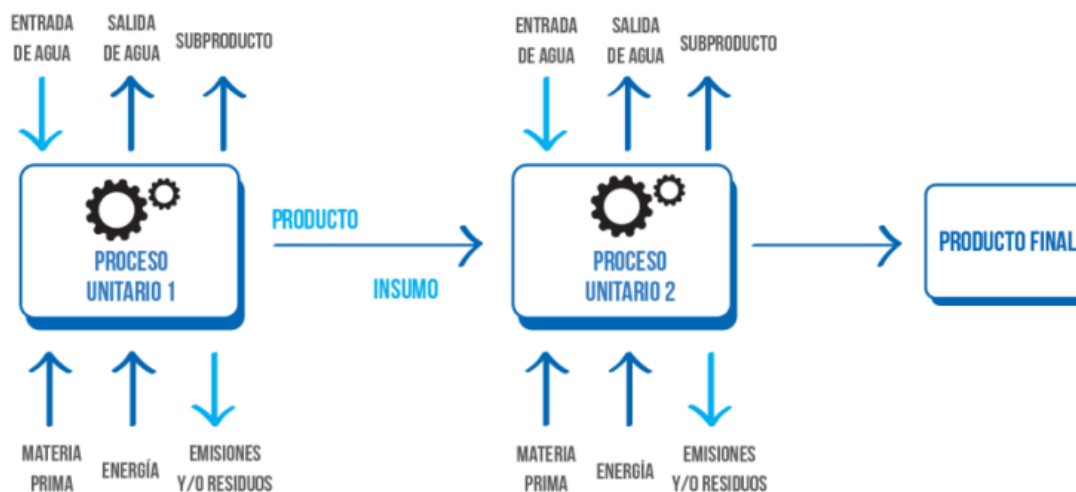 ENTRADA
DE AGUA
SALIDA
DE AGUA
SUBPRODUCTO
ENTRADA
DE AGUA
SALIDA
DE AGUA
SUBPRODUCTO
PROCESO
UNITARIO 1
PRODUCTO
INSUMO
PROCESO
UNITARIO 2
PRODUCTO FINAL
MATERIA
PRIMA
ENERGÍA
EMISIONES
Y/O RESIDUOS
MATERIA
PRIMA
ENERGÍA
EMISIONES
Y/O RESIDUOS